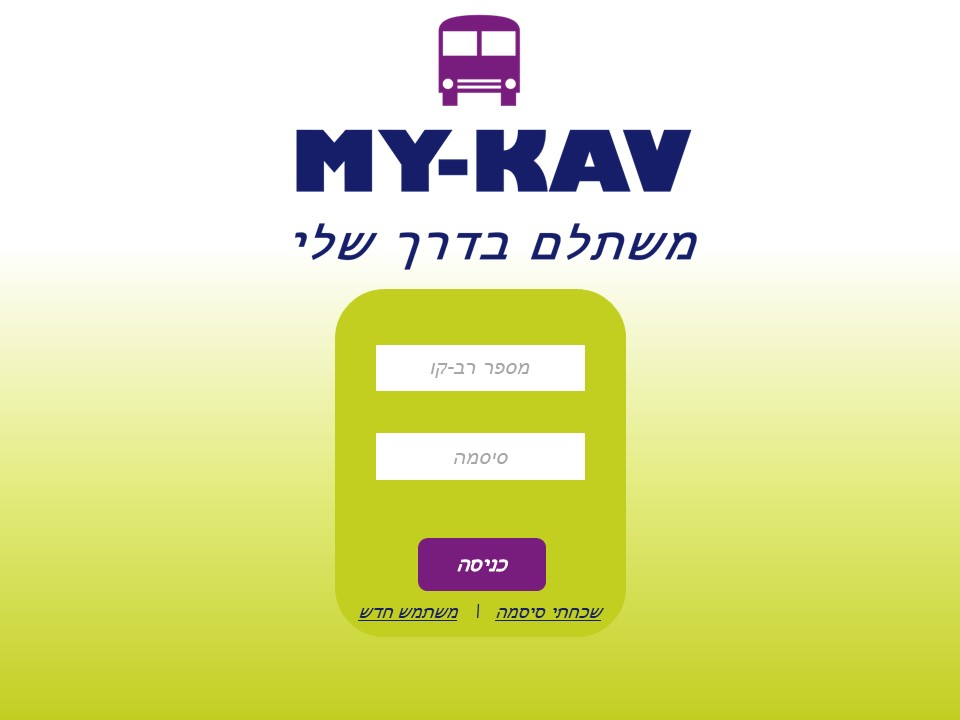 MY-KAV
משתלם בדרך שלי
מספר רב-קו
סיסמה
כניסה
שכחתי סיסמה | משתמש חדש